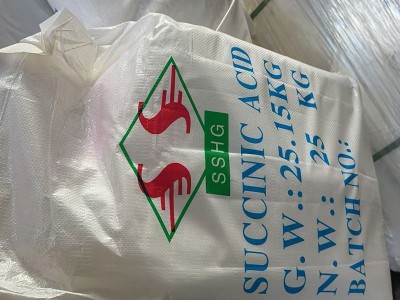 SSHG
SUCCINIC ACID
G.W.:25.15KG
N.W.: 25 KG
BATCH NO.: